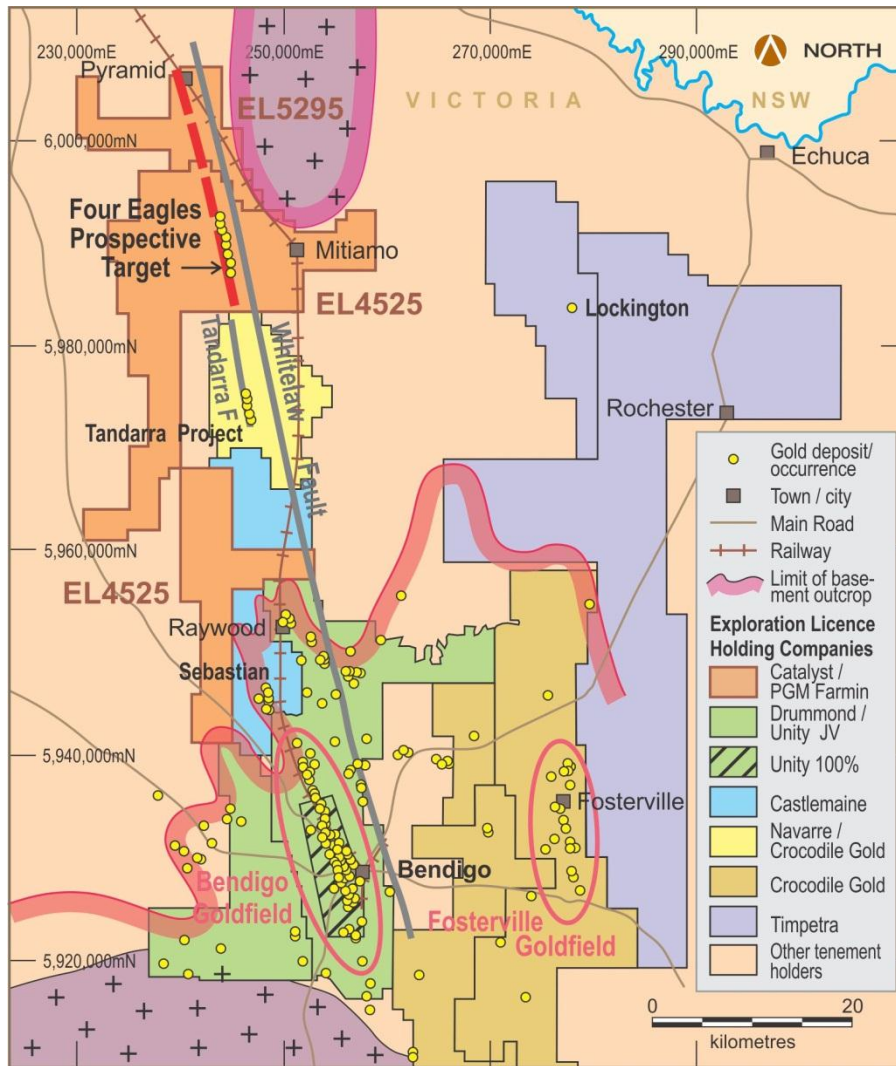 230,000mE
250,000mE
270,000mE
290,000mE
NORTH
Pyramid
EL5295
VICTORIA
NSW
6,000,000mN
Echuca
Four Eagles
Prospective
Target
Mitiamo
EL4525
Lockington
5,980,000mN
Tandarra F
Whitelaw
Fault
Rochester
Tandarra Project
5,960,000mN
EL4525
Raywood
Sebastian
5,940,000mN
Fosterville
Bendigo
Bendigo
Goldfield
Fosterville
Goldfield
5,920,000mN
Gold deposit/
occurrence
Town / city
Main Road
Railway
Limit of base-
ment outcrop
Exploration Licence
Holding Companies
Catalyst /
PGM Farmin
Drummond /
Unity JV
Unity 100%
Castlemaine
Navarre /
Crocodile Gold
Crocodile Gold
Timpetra
Other tenement
holders
0
20
kilometres